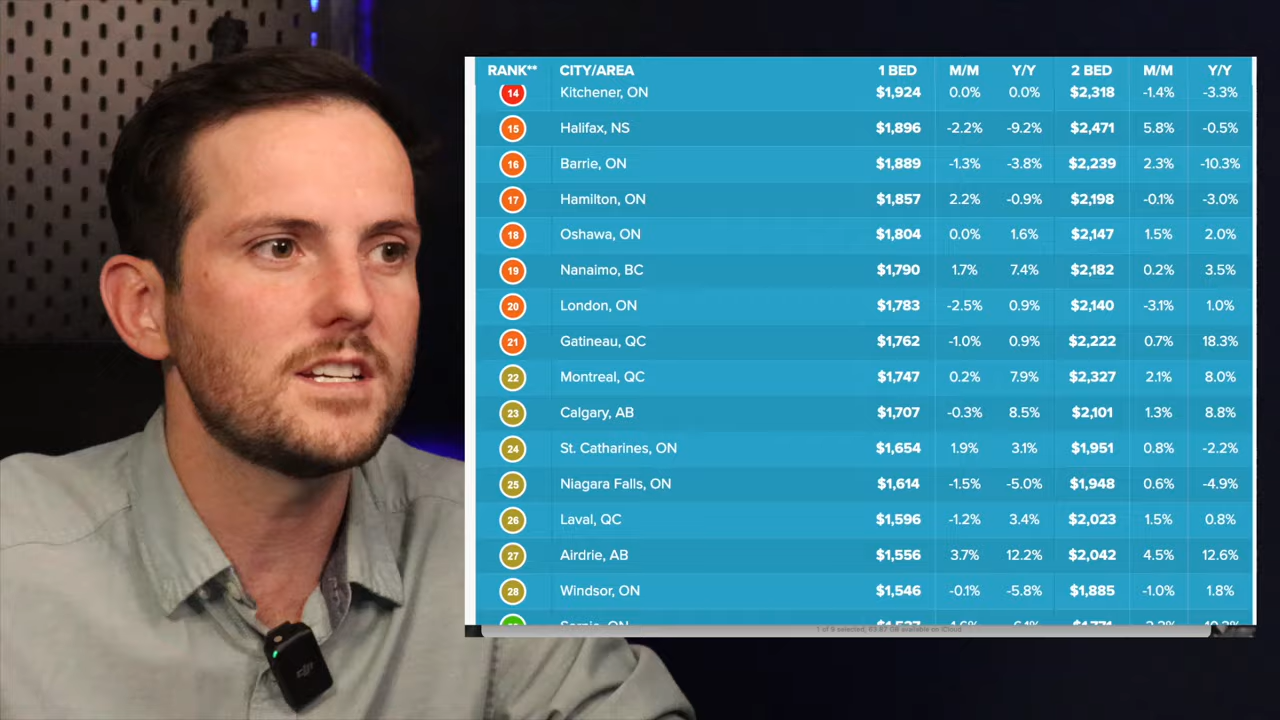 RANK** CITY/AREA 1 BED M/M Y/Y 2 BED M/M Y/Y
14 Kitchener, ON $1,924 0.0% 0.0% $2,318 -1.4% -3.3%
15 Halifax, NS $1,896 -2.2% -9.2% $2,471 5.8% -0.5%
16 Barrie, ON $1,889 -1.3% -3.8% $2,239 2.3% -10.3%
17 Hamilton, ON $1,857 2.2% -0.9% $2,198 -0.1% -3.0%
18 Oshawa, ON $1,804 0.0% 1.6% $2,147 1.5% 2.0%
19 Nanaimo, BC $1,790 1.7% 7.4% $2,182 0.2% 3.5%
20 London, ON $1,783 -2.5% 0.9% $2,140 -3.1% 1.0%
21 Gatineau, QC $1,762 -1.0% 0.9% $2,222 0.7% 18.3%
22 Montreal, QC $1,747 0.2% 7.9% $2,327 2.1% 8.0%
23 Calgary, AB $1,707 -0.3% 8.5% $2,101 1.3% 8.8%
24 St. Catharines, ON $1,654 1.9% 3.1% $1,951 0.8% -2.2%
25 Niagara Falls, ON $1,614 -1.5% -5.0% $1,948 0.6% -4.9%
26 Laval, QC $1,596 -1.2% 3.4% $2,023 1.5% 0.8%
27 Airdrie, AB $1,556 3.7% 12.2% $2,042 4.5% 12.6%
28 Windsor, ON $1,546 -0.1% -5.8% $1,885 -1.0% 1.8%
1 of 9 selected, 63.87 GB available on iCloud
dji